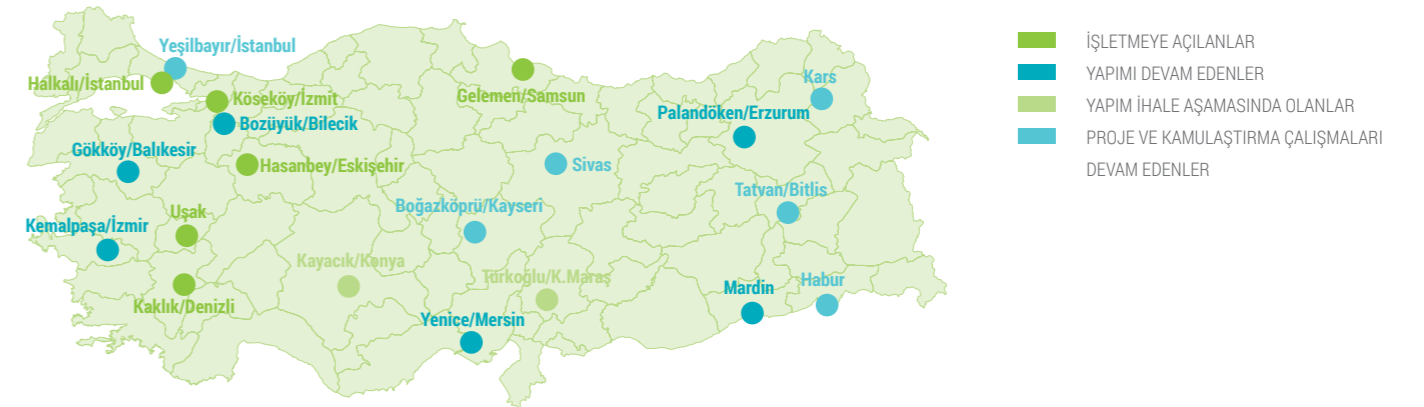 Yeşilbayır/İstanbul
Halkalı/İstanbul
Köseköy/İzmit
Gelemen/Samsun
Kars
Bozüyük/Bilecik
Palandöken/Erzurum
Gökköy/Balıkesir
Hasanbey/Eskişehir
Sivas
Tatvan/Bitlis
Uşak
Boğazköprü/Kayseri
Kemalpaşa/İzmir
Kayacık/Konya
Türkoğlu/K.Maraş
Mardin
Habur
Kaklık/Denizli
Yenice/Mersin
İŞLETMEYE AÇILANLAR
YAPIMI DEVAM EDENLER
YAPIM İHALE AŞAMASINDA OLANLAR
PROJE VE KAMULAŞTIRMA ÇALIŞMALARI
DEVAM EDENLER